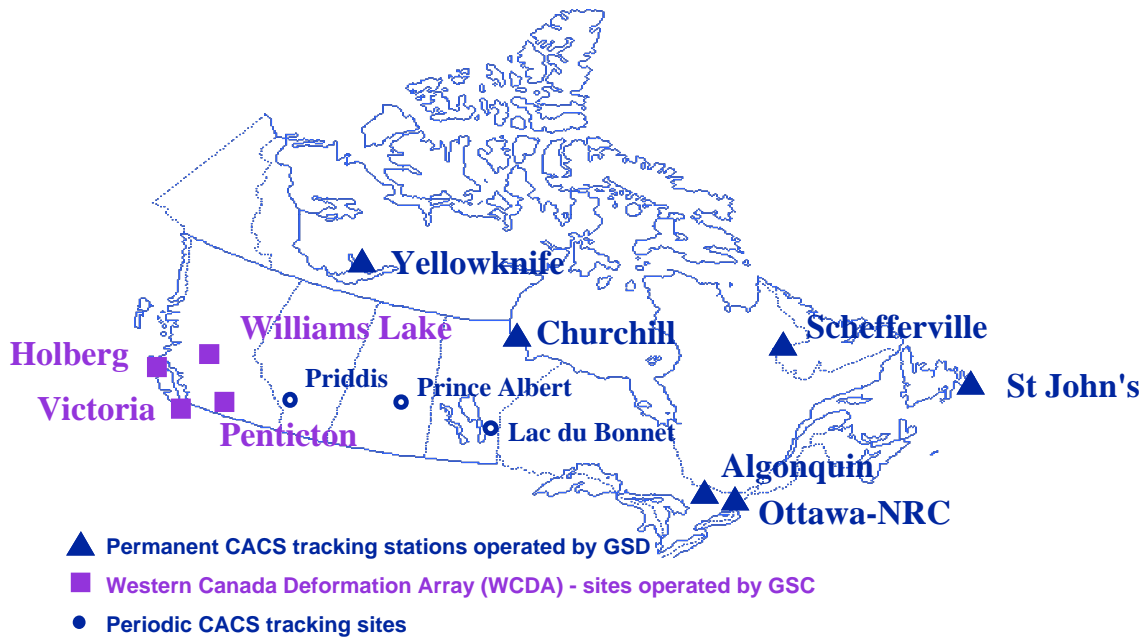 Yellowknife
Williams Lake
Churchill
Schefferville
Holberg
Priddis
Prince Albert
St John's
Victoria
Penticton
Lac du Bonnet
Algonquin
Ottawa-NRC
Permanent CACS tracking stations operated by GSD
Western Canada Deformation Array (WCDA) - sites operated by GSC
Periodic CACS tracking sites